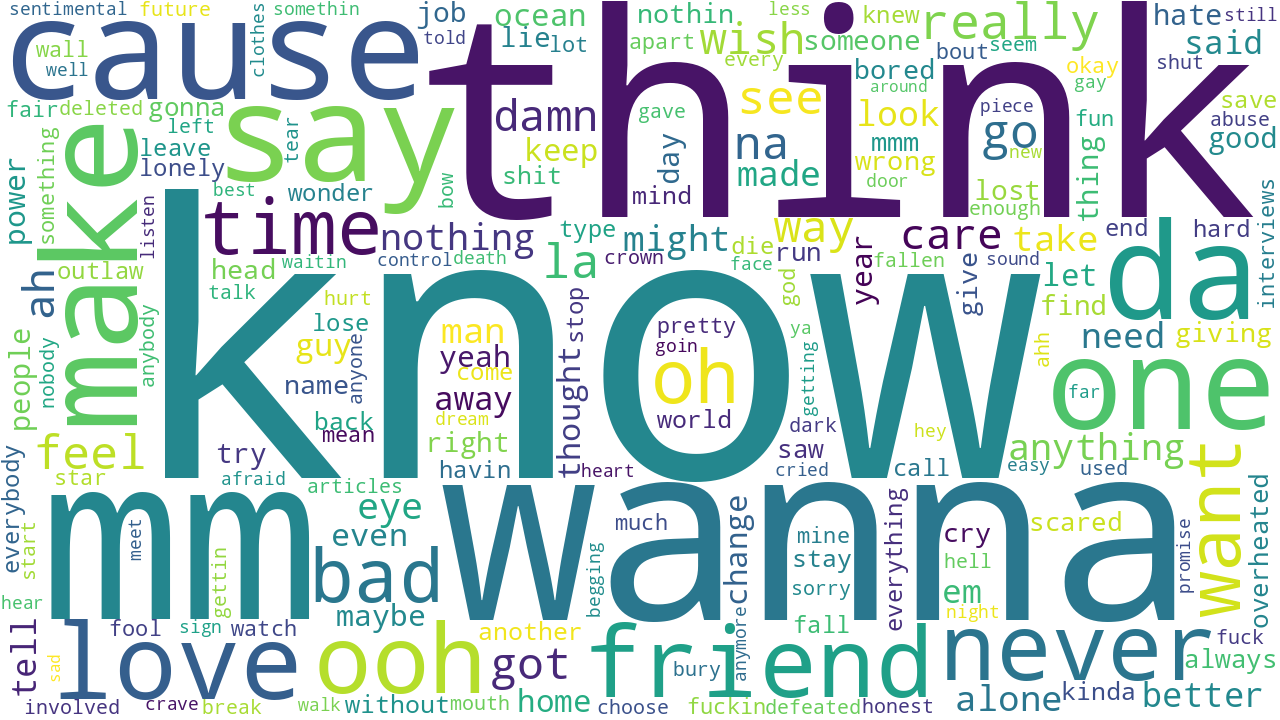 sentimental future somethin job ocean nothin less knew really hate still
cause think
wall well clothes told lie lot apart wish someone bout seem said
every bored okay shut
fair deleted gonna say damn see look around gay save
left tear keep gave day na mmm piece go fun abuse good
make leave lonely shit made wrong new
power something best wonder bow mind door lost enough thing
listen time nothing type might die way care take end hard interviews
ah outlaw head waitin control death la crown face run year fallen sound let da
talk know god give find
people hurt lose man stop pretty ya need giving
nobody anybody guy yeah goin oh ahh one
name anyone come away thought world getting far
back dream dark hey anything
feel try mean right havin heart saw cried call easy used want
everybody star afraid articles
mm eye wanna
start meet gettin even much change mine everything cry scared promise overheated
bad begging stay hell
hear maybe sorry em night
tell fool sign watch another fall never fuck
sad love ooh got friend bury anymore always
involved crave break walk without mouth home choose fuckin defeated honest alone kinda better